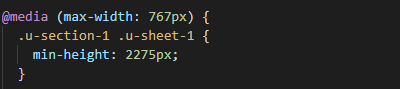 @media (max-width: 767px) {
  .u-section-1 .u-sheet-1 {
    min-height: 2275px;
  }